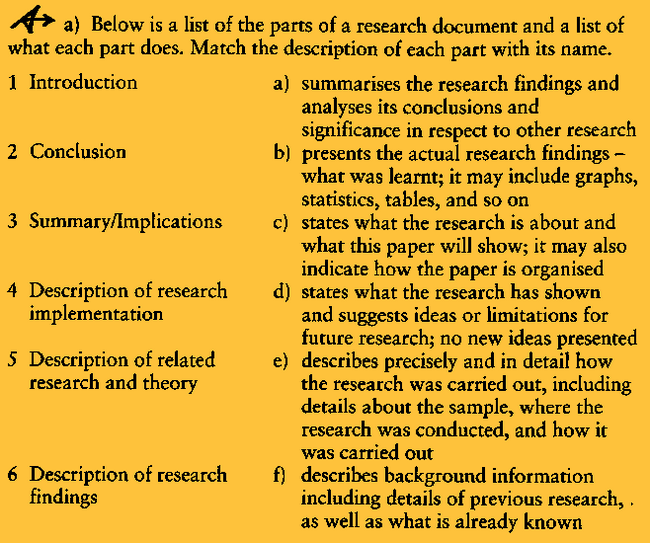 a) Below is a list of the parts of a research document and a list of
what each part does. Match the description of each part with its name.
1 Introduction
a) summarises the research findings and
analyses its conclusions and
significance in respect to other research
2 Conclusion
b) presents the actual research findings –
what was learnt; it may include graphs,
statistics, tables, and so on
3 Summary/Implications
c) states what the research is about and
what this paper will show; it may also
indicate how the paper is organised
4 Description of research
implementation
d) states what the research has shown
and suggests ideas or limitations for
future research; no new ideas presented
5 Description of related
research and theory
e) describes precisely and in detail how
the research was carried out, including
details about the sample, where the
research was conducted, and how it
was carried out
6 Description of research
findings
f) describes background information
including details of previous research, .
as well as what is already known